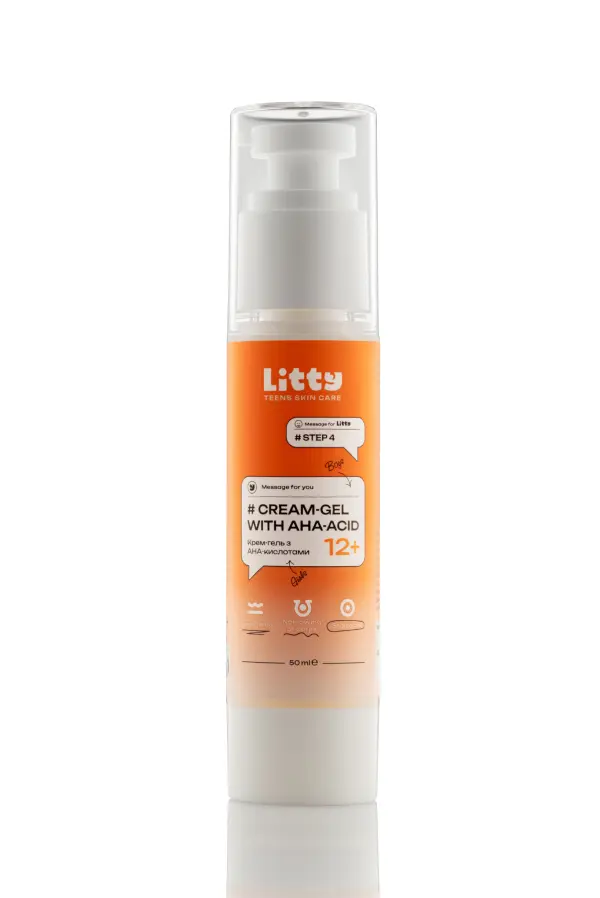 Litty
TEENS SKIN CARE
Message for Litty
# STEP 4
Boys
Message for you
# CREAM-GEL
WITH AHA-ACID
Крем-гель з
АНА-кислотами
12+
Girls
50 ml ℮